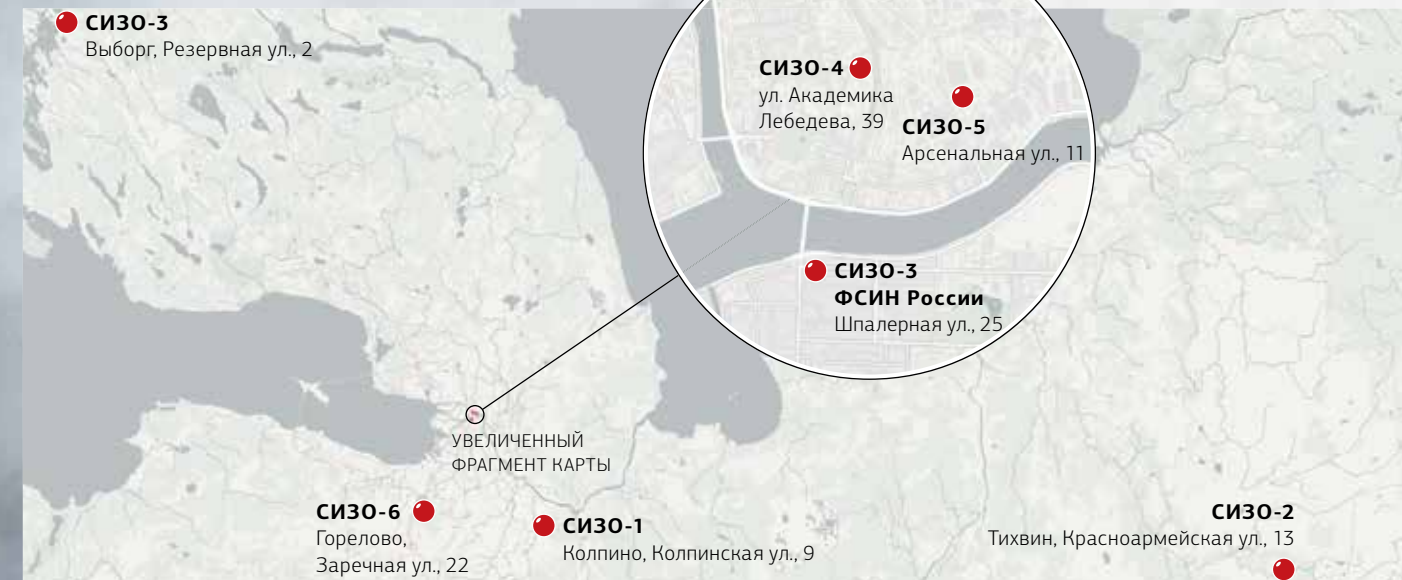 СИЗО-3
Выборг, Резервная ул., 2
СИЗО-4
ул. Академика
Лебедева, 39
СИЗО-5
Арсенальная ул., 11
СИЗО-3
ФСИН России
Шпалерная ул., 25
УВЕЛИЧЕННЫЙ
ФРАГМЕНТ КАРТЫ
СИЗО-6
Горелово,
Заречная ул., 22
СИЗО-1
Колпино, Колпинская ул., 9
СИЗО-2
Тихвин, Красноармейская ул., 13